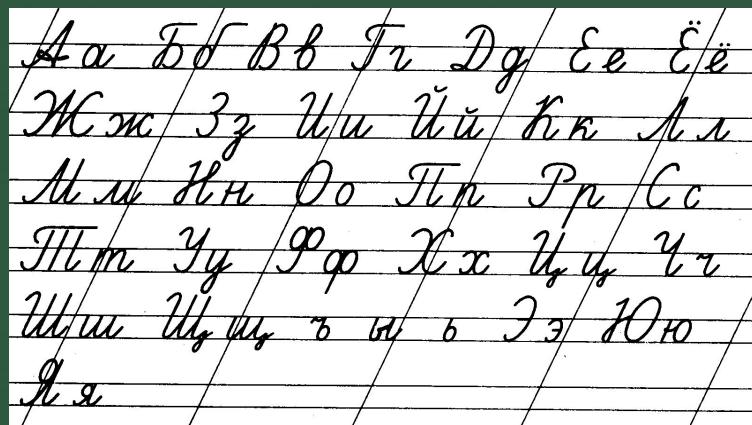 Аа Бб Вв Гг Дд Ее Ёё
Жж Зз Ии Йй Кк Лл
Мм Нн Оо Пп Рр Сс
Тт Уу Фф Хх Цц Чч
Шш Щщ ъ ы ь Ээ Юю
Яя